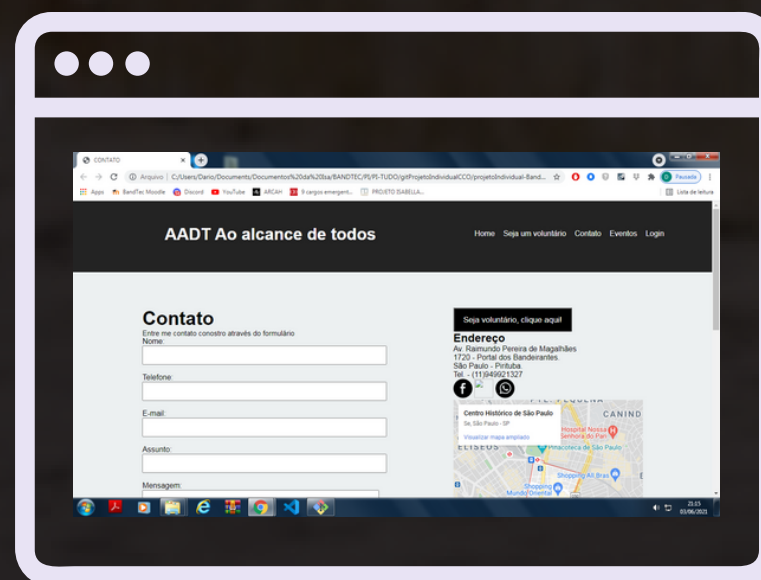 CONTATO
Arquivo | C:/Users/Dario/Documents/Documentos%20da%20Isa/BANDTEC/PI/PI-TUDO/gitProjetoIndividualCCO/projetoIndividual-Band...
Pausada
Apps BandTec Moodle Discord YouTube ARCAH 9 cargos emergent... PROJETO ISABELLA... Lista de leitura
AADT Ao alcance de todos
Home Seja um voluntário Contato Eventos Login
Contato
Entre me contato conostro através do formulário
Nome:
Telefone:
E-mail:
Assunto:
Mensagem:
Seja voluntário, clique aqui!
Endereço
Av. Raimundo Pereira de Magalhães
1720 - Portal dos Bandeirantes
São Paulo - Pirituba
Tel. - (11)949921327
Centro Histórico de São Paulo
Se, São Paulo - SP
Visualizar mapa ampliado
CANIND
Hospital Nossa
Senhora do Pari
ELÍSEOS
Pinacoteca de São Paulo
Shopping All Brás
Shopping
Mundo Oriental
21:15
03/06/2021